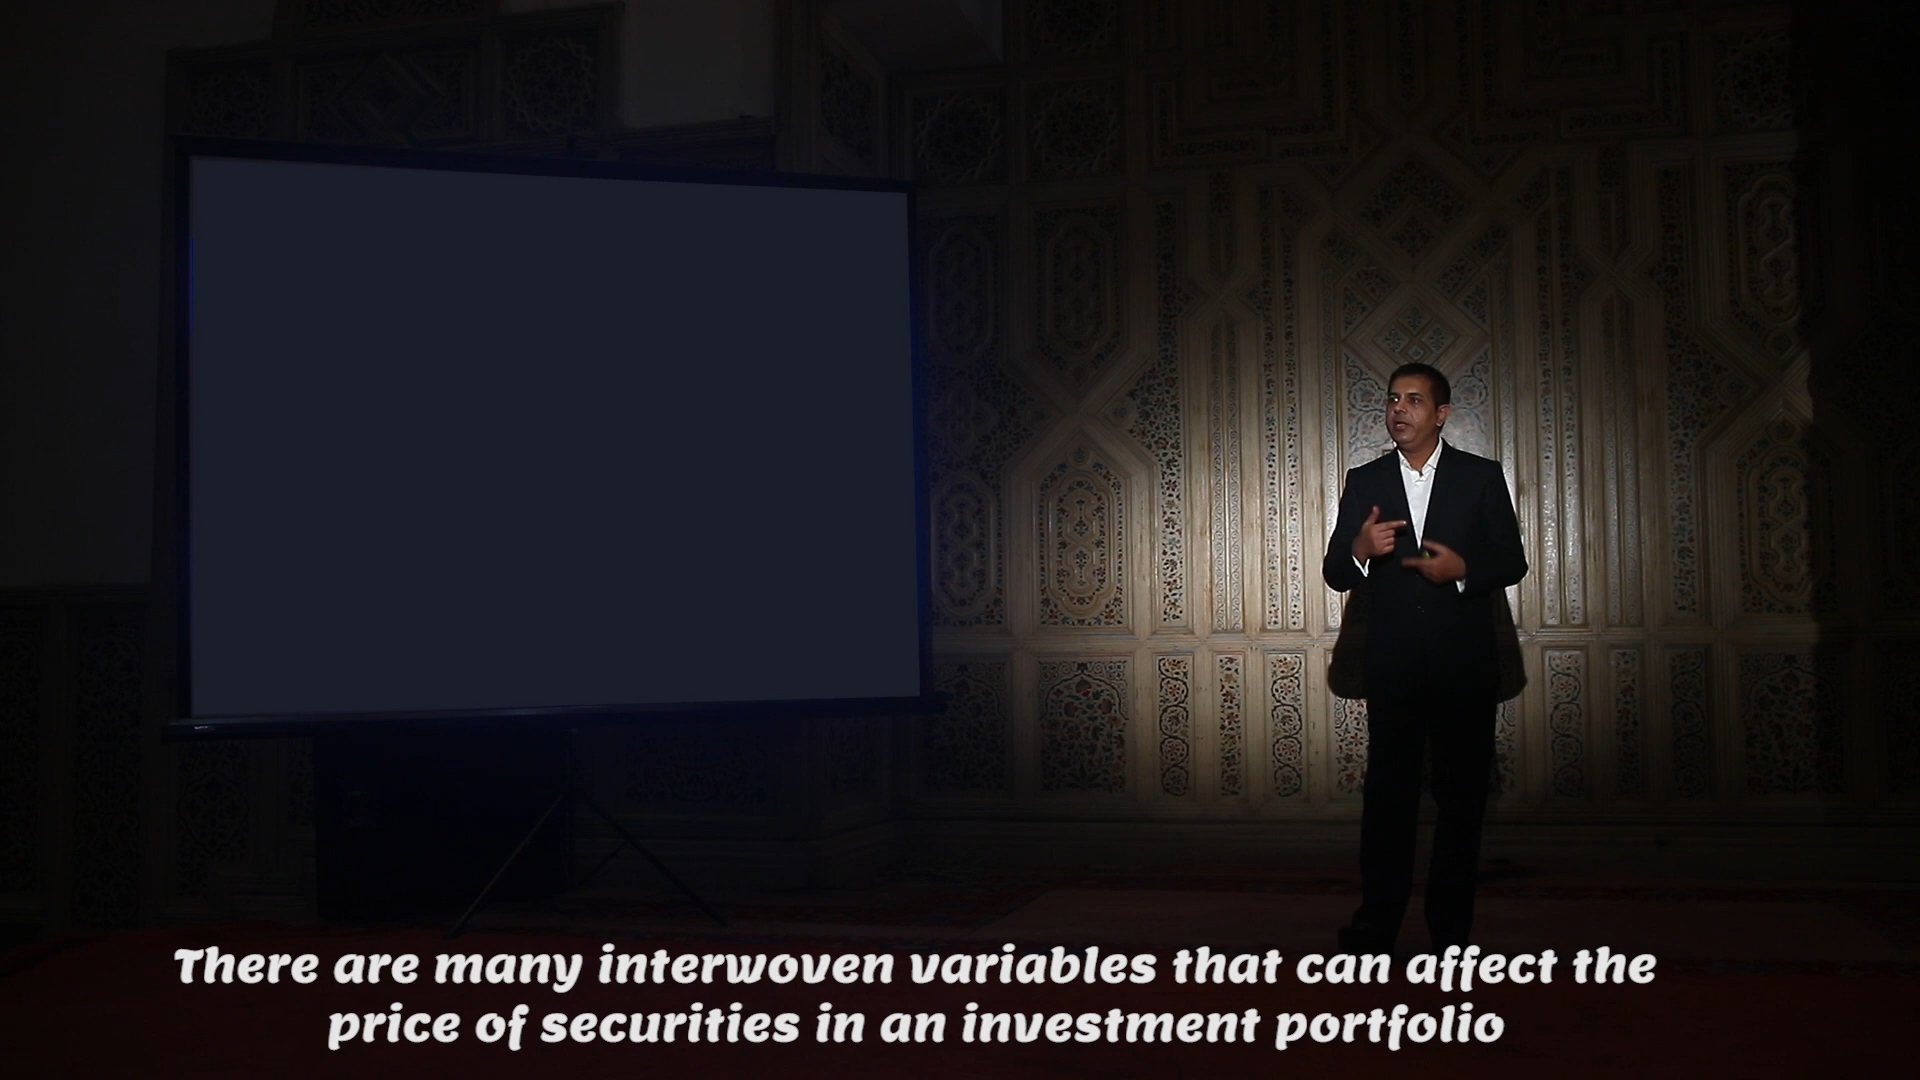 There are many interwoven variables that can affect the
price of securities in an investment portfolio